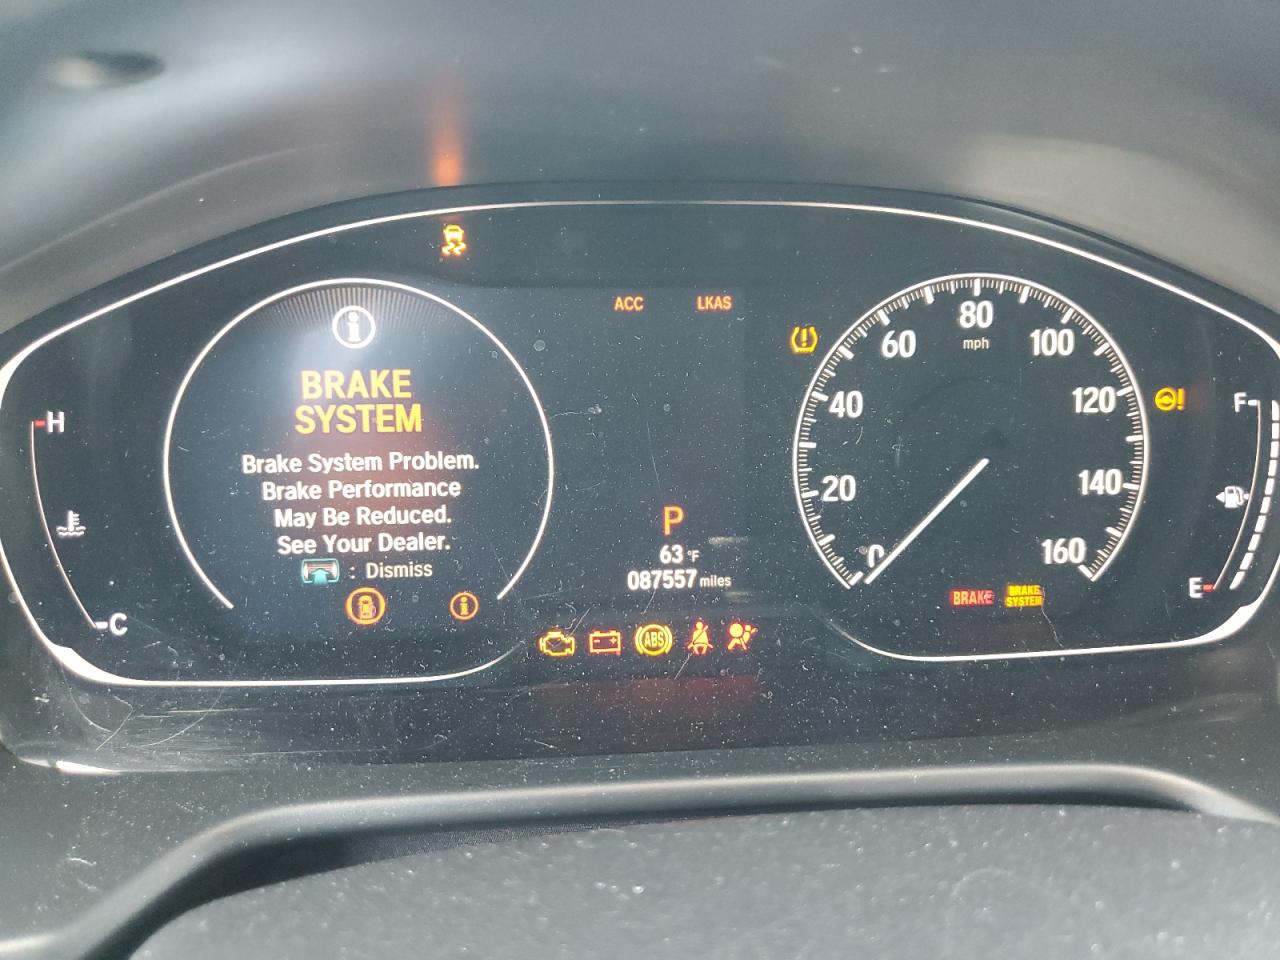 ACC LKAS
BRAKE
SYSTEM
Brake System Problem.
Brake Performance
May Be Reduced.
See Your Dealer.
: Dismiss
H
C
P
63 °F
087557 miles
ABS
0
20
40
60
80
100
120
140
160
mph
BRAKE
BRAKE
SYSTEM
F
E